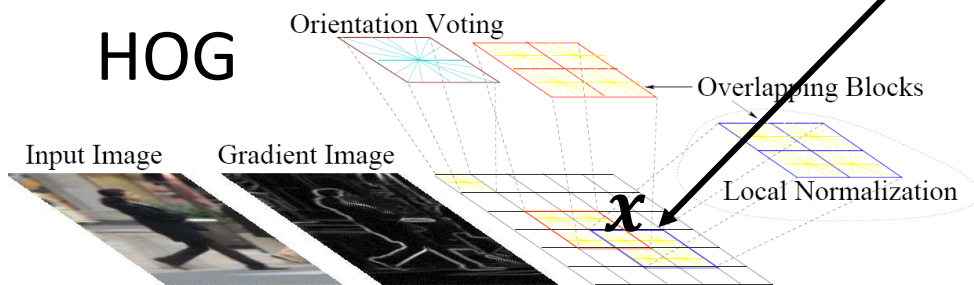 Orientation Voting
HOG
Overlapping Blocks
Input Image
Gradient Image
Local Normalization
x